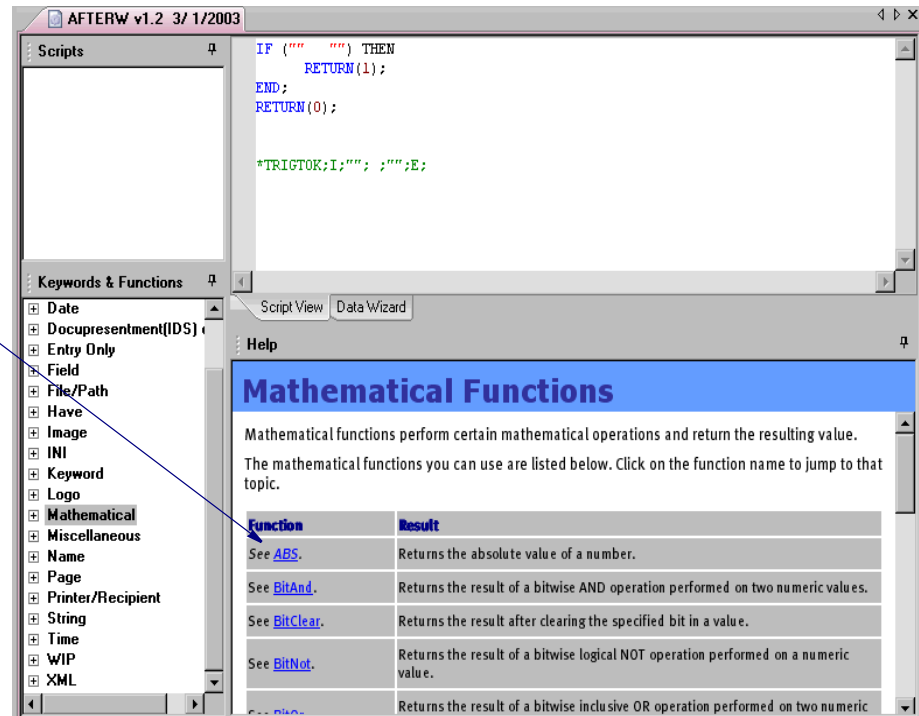 AFTERW v1.2 3/ 1/2003
Scripts
IF ("" "") THEN
RETURN(1);
END;
RETURN(0);
*TRIGTOK;I;""; ;"";E;
Script View Data Wizard
Keywords & Functions
Date
Docupresentment(IDS)
Entry Only
Field
File/Path
Have
Image
INI
Keyword
Logo
Mathematical
Miscellaneous
Name
Page
Printer/Recipient
String
Time
WIP
XML
Help
Mathematical Functions
Mathematical functions perform certain mathematical operations and return the resulting value.
The mathematical functions you can use are listed below. Click on the function name to jump to that
topic.
Function Result
See ABS. Returns the absolute value of a number.
See BitAnd. Returns the result of a bitwise AND operation performed on two numeric values.
See BitClear. Returns the result after clearing the specified bit in a value.
See BitNot. Returns the result of a bitwise logical NOT operation performed on a numeric
value.
Returns the result of a bitwise inclusive OR operation performed on two numeric